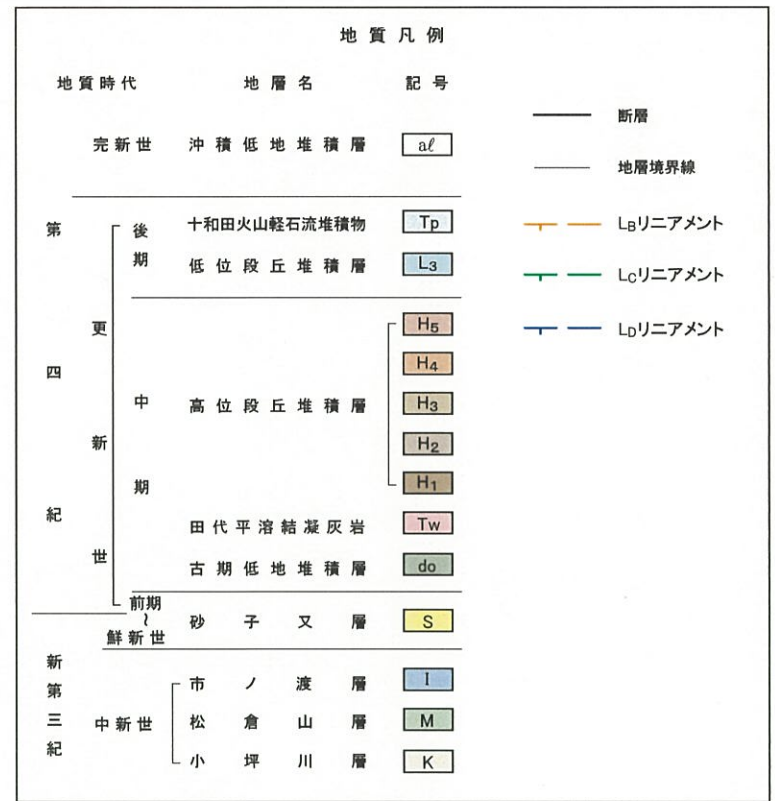 地質凡例
地質時代 地層名 記号
完新世 沖積低地堆積層 aℓ
第四紀
更新世
後期
十和田火山軽石流堆積物 Tp
低位段丘堆積層 L3
中期
高位段丘堆積層
H5
H4
H3
H2
H1
田代平溶結凝灰岩 Tw
古期低地堆積層 do
前期
~
鮮新世
砂子又層 S
新第三紀
中新世
市ノ渡層 I
松倉山層 M
小坪川層 K
断層
地層境界線
LBリニアメント
LCリニアメント
LDリニアメント